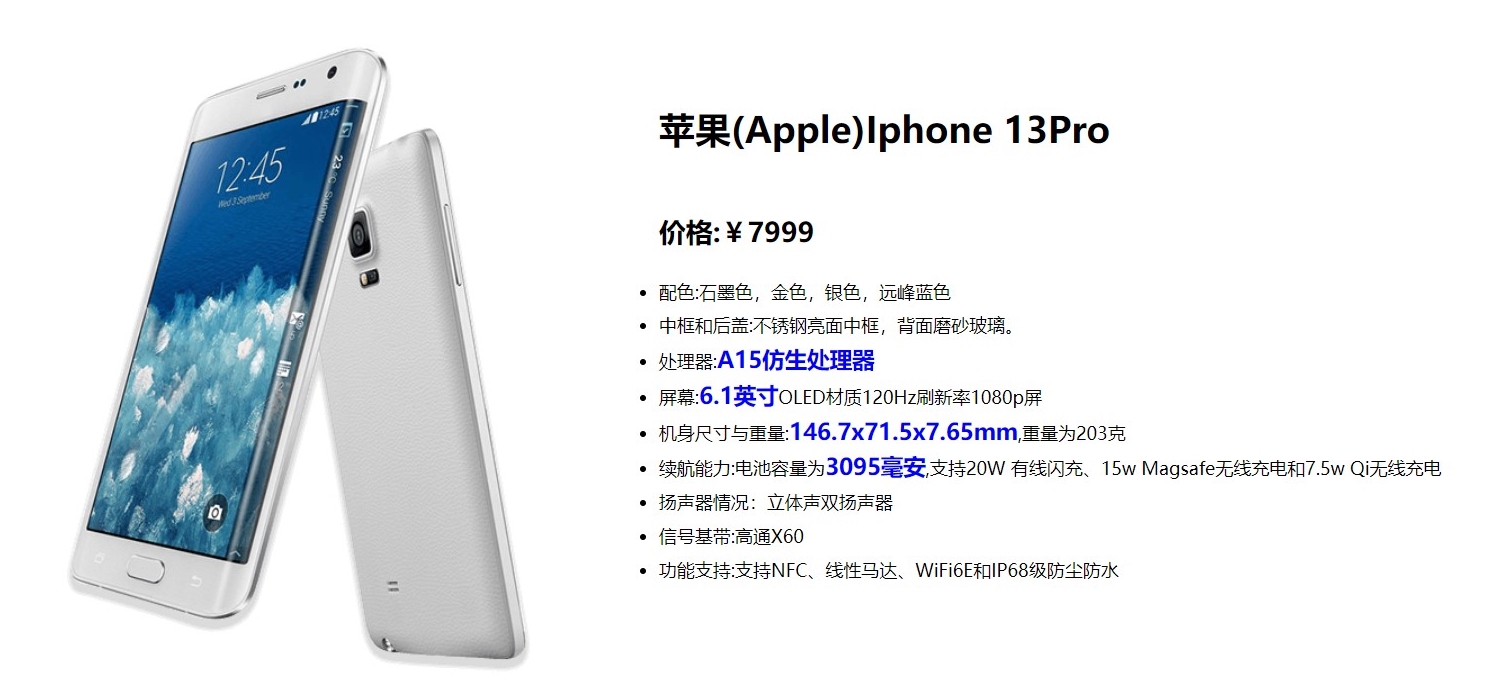 12:45
12:45
Wed 3 September
23 °C Sunny
苹果(Apple)Iphone 13Pro
价格:￥7999
配色:石墨色，金色，银色，远峰蓝色
中框和后盖:不锈钢亮面中框，背面磨砂玻璃。
处理器:A15仿生处理器
屏幕:6.1英寸OLED材质120Hz刷新率1080p屏
机身尺寸与重量:146.7x71.5x7.65mm,重量为203克
续航能力:电池容量为3095毫安,支持20W 有线闪充、15w Magsafe无线充电和7.5w Qi无线充电
扬声器情况：立体声双扬声器
信号基带:高通X60
功能支持:支持NFC、线性马达、WiFi6E和IP68级防尘防水